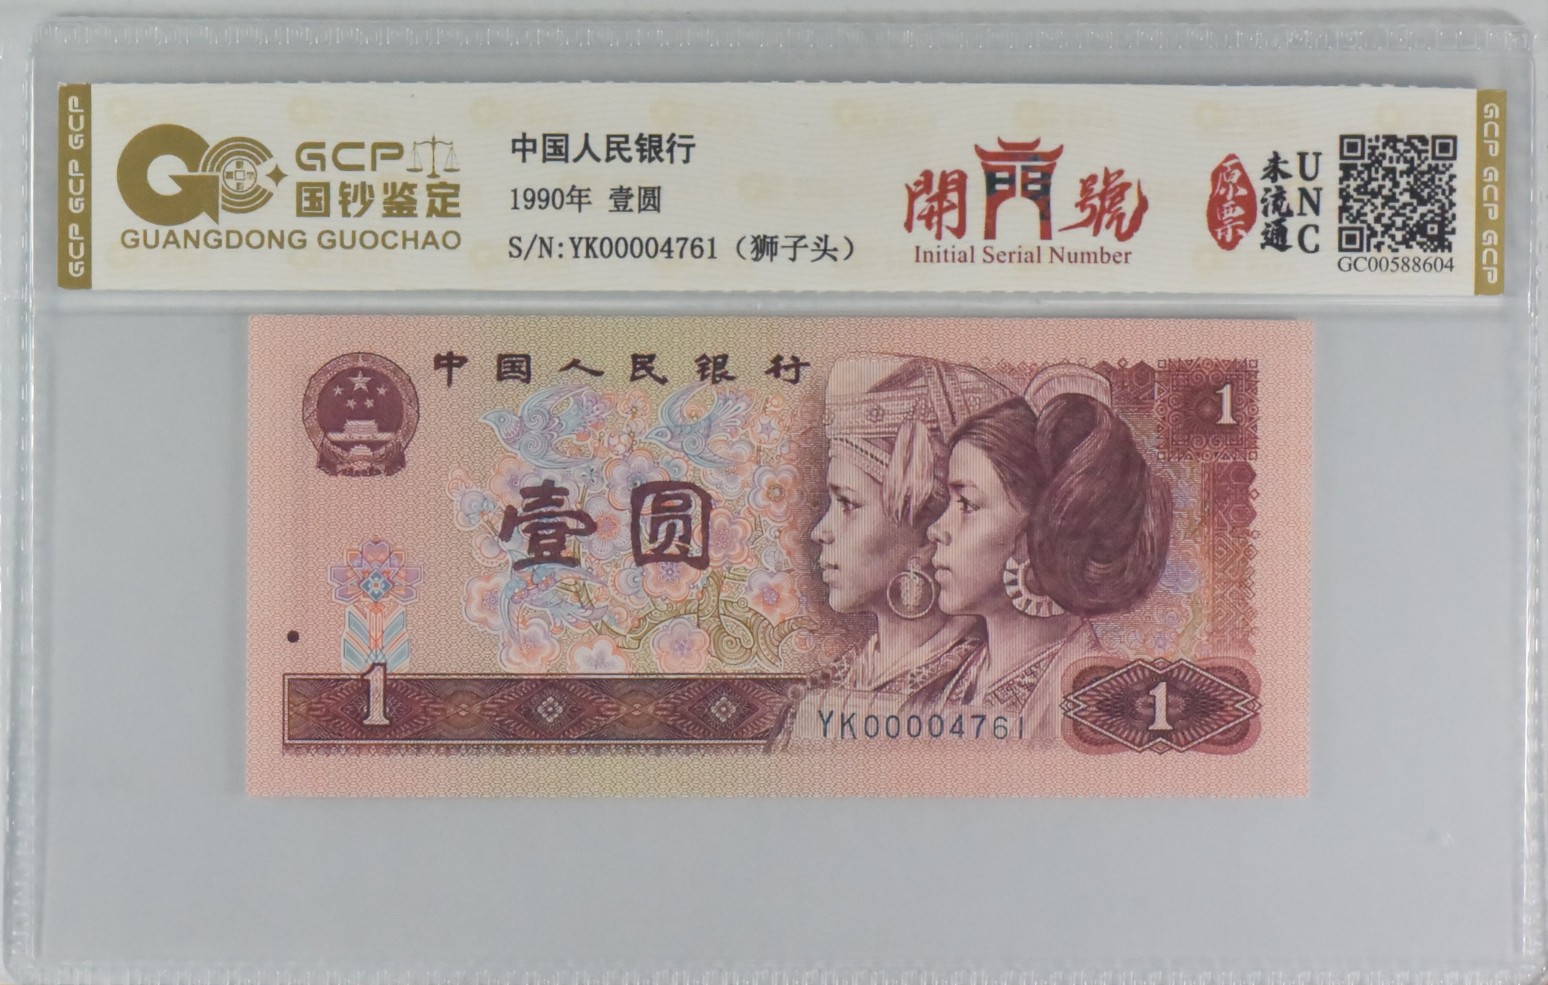 GCP GCP GCP
GCP
国钞鉴定
GUANGDONG GUOCHAO
中国人民银行
1990年 壹圆
S/N:YK00004761（狮子头）
開門號
Initial Serial Number
原票
未流通
UNC
GC00588604
GCP GCP GCP
中国人民银行
1
壹圆
1
YK00004761
1